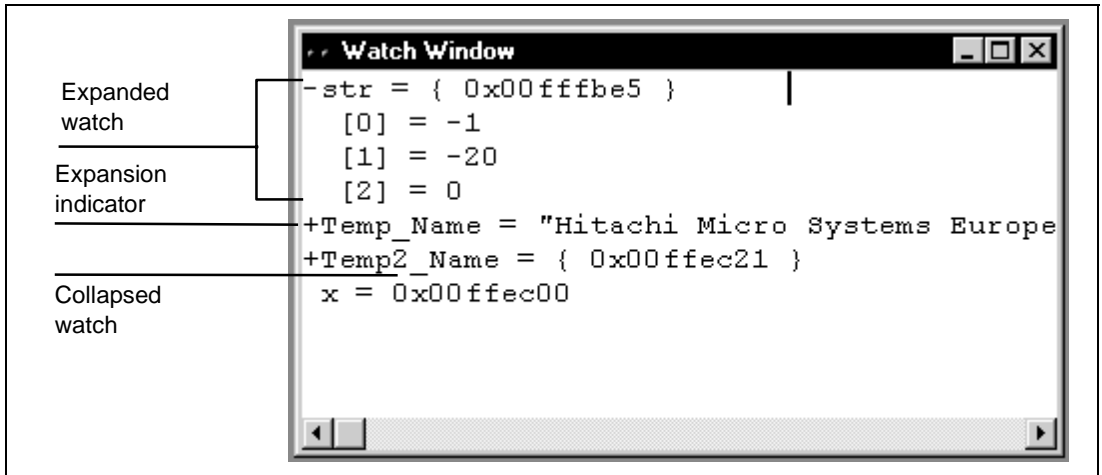 Watch Window
Expanded
watch
Expansion
indicator
Collapsed
watch
-str = { 0x00fffbe5 }
[0] = -1
[1] = -20
[2] = 0
+Temp_Name = "Hitachi Micro Systems Europe
+Temp2_Name = { 0x00ffec21 }
x = 0x00ffec00